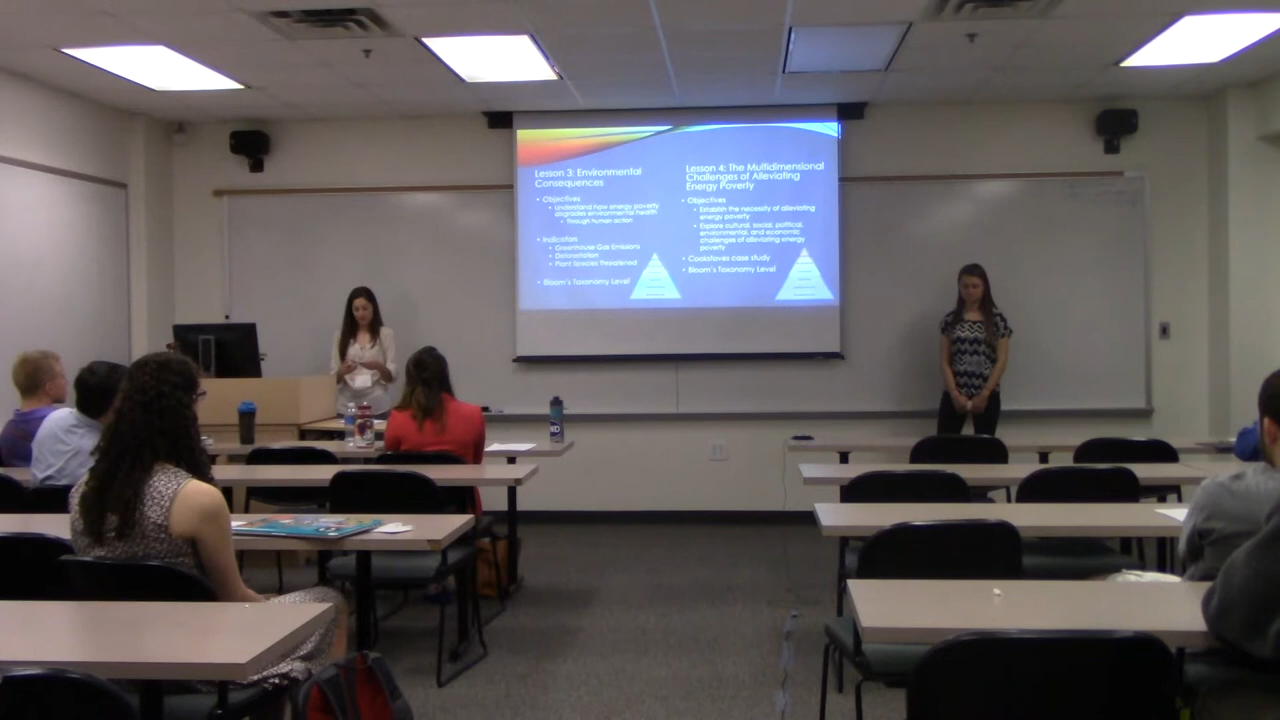 Lesson 3: Environmental
Consequences
• Objectives
• Understand how energy poverty
degrades environmental health
• Through human action
• Indicators
• Greenhouse Gas Emissions
• Deforestation
• Plant Species Threatened
• Bloom's Taxonomy Level
Lesson 4: The Multidimensional
Challenges of Alleviating
Energy Poverty
• Objectives
• Establish the necessity of alleviating
energy poverty
• Explore cultural, social, political,
environmental, and economic
challenges of alleviating energy
poverty
• Cookstoves case study
• Bloom's Taxonomy Level